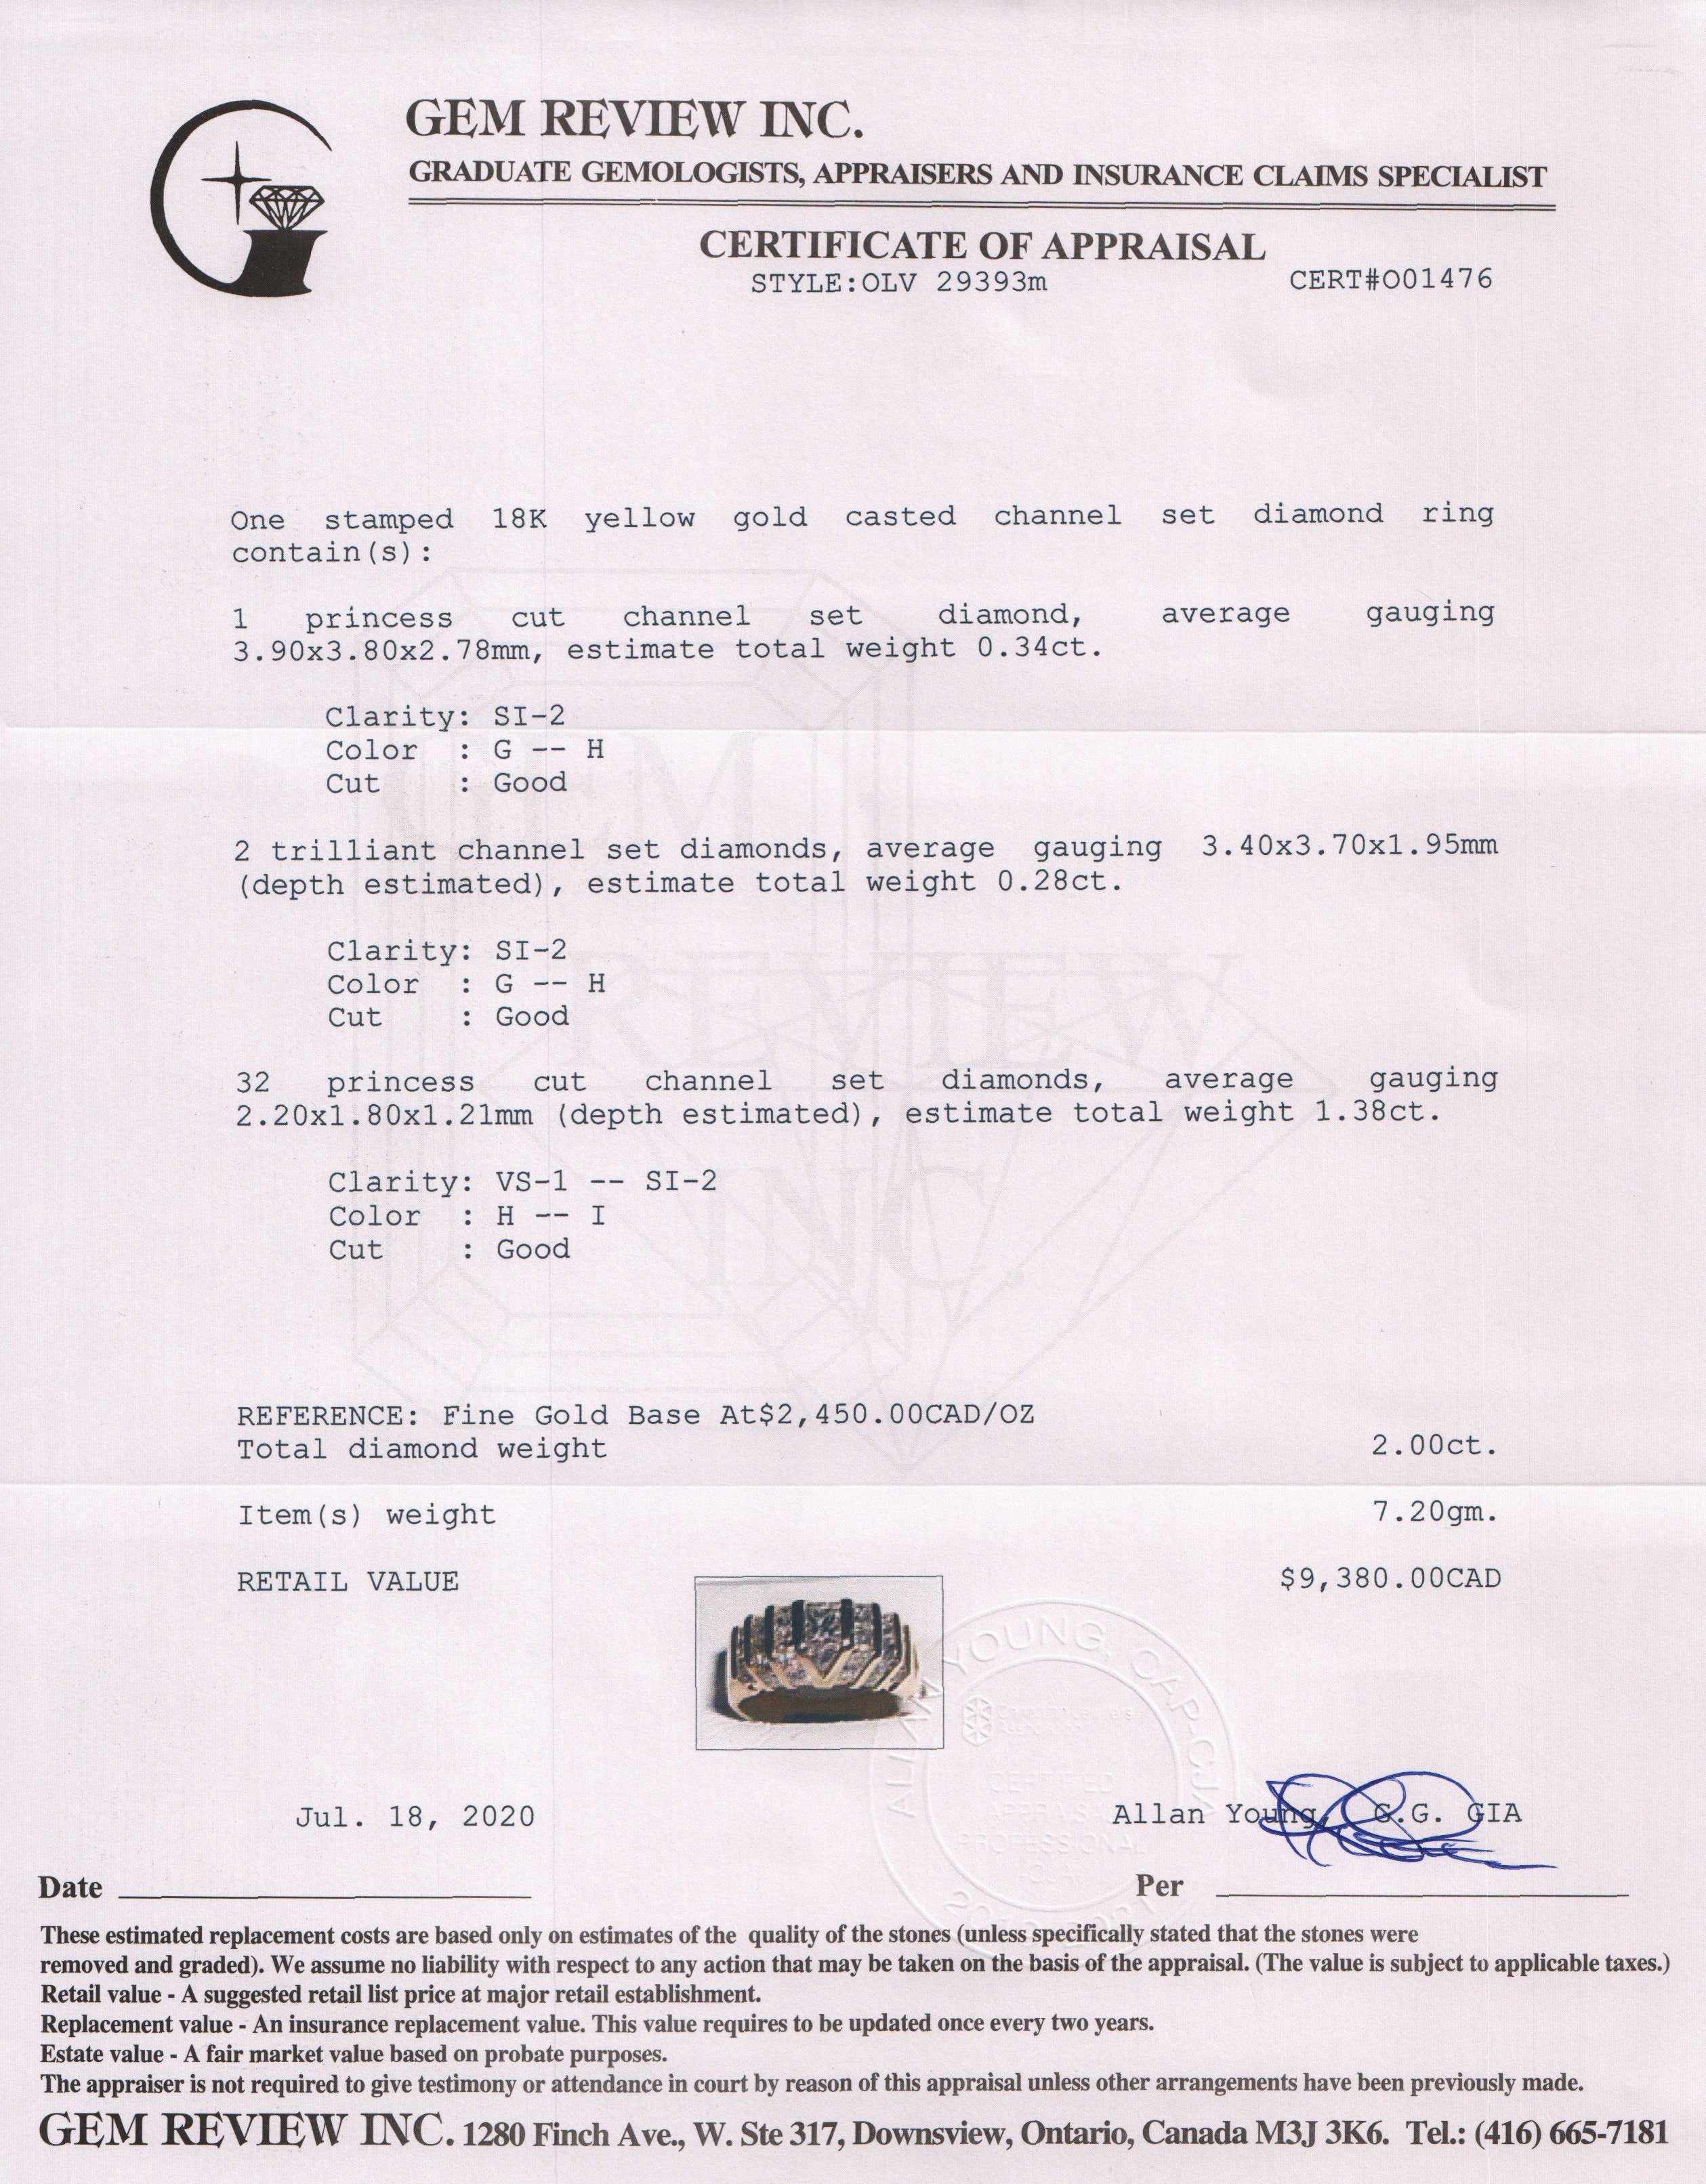 GEM REVIEW INC.
GRADUATE GEMOLOGISTS, APPRAISERS AND INSURANCE CLAIMS SPECIALIST
CERTIFICATE OF APPRAISAL
STYLE:OLV 29393m CERT#O01476
One stamped 18K yellow gold casted channel set diamond ring
contain(s):
1 princess cut channel set diamond, average gauging
3.90x3.80x2.78mm, estimate total weight 0.34ct.
Clarity: SI-2
Color : G -- H
Cut : Good
2 trilliant channel set diamonds, average gauging 3.40x3.70x1.95mm
(depth estimated), estimate total weight 0.28ct.
Clarity: SI-2
Color : G -- H
Cut : Good
32 princess cut channel set diamonds, average gauging
2.20x1.80x1.21mm (depth estimated), estimate total weight 1.38ct.
Clarity: VS-1 -- SI-2
Color : H -- I
Cut : Good
GEM
REVIEW
INC.
REFERENCE: Fine Gold Base At$2,450.00CAD/OZ
Total diamond weight 2.00ct.
Item(s) weight 7.20gm.
RETAIL VALUE $9,380.00CAD
ALLAN YOUNG, CAP-CJA
CERTIFIED
APPRAISAL
PROFESSIONAL
Jul. 18, 2020 Allan Young, G.G. GIA
Date Per
These estimated replacement costs are based only on estimates of the quality of the stones (unless specifically stated that the stones were
removed and graded). We assume no liability with respect to any action that may be taken on the basis of the appraisal. (The value is subject to applicable taxes.)
Retail value - A suggested retail list price at major retail establishment.
Replacement value - An insurance replacement value. This value requires to be updated once every two years.
Estate value - A fair market value based on probate purposes.
The appraiser is not required to give testimony or attendance in court by reason of this appraisal unless other arrangements have been previously made.
GEM REVIEW INC. 1280 Finch Ave., W. Ste 317, Downsview, Ontario, Canada M3J 3K6. Tel.: (416) 665-7181